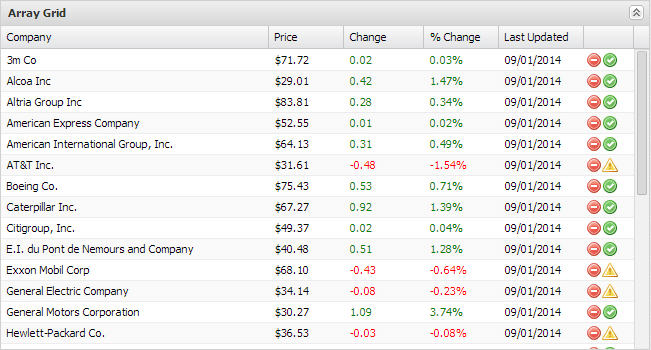 Array Grid
Company Price Change % Change Last Updated
3m Co $71.72 0.02 0.03% 09/01/2014
Alcoa Inc $29.01 0.42 1.47% 09/01/2014
Altria Group Inc $83.81 0.28 0.34% 09/01/2014
American Express Company $52.55 0.01 0.02% 09/01/2014
American International Group, Inc. $64.13 0.31 0.49% 09/01/2014
AT&T Inc. $31.61 -0.48 -1.54% 09/01/2014
Boeing Co. $75.43 0.53 0.71% 09/01/2014
Caterpillar Inc. $67.27 0.92 1.39% 09/01/2014
Citigroup, Inc. $49.37 0.02 0.04% 09/01/2014
E.I. du Pont de Nemours and Company $40.48 0.51 1.28% 09/01/2014
Exxon Mobil Corp $68.10 -0.43 -0.64% 09/01/2014
General Electric Company $34.14 -0.08 -0.23% 09/01/2014
General Motors Corporation $30.27 1.09 3.74% 09/01/2014
Hewlett-Packard Co. $36.53 -0.03 -0.08% 09/01/2014